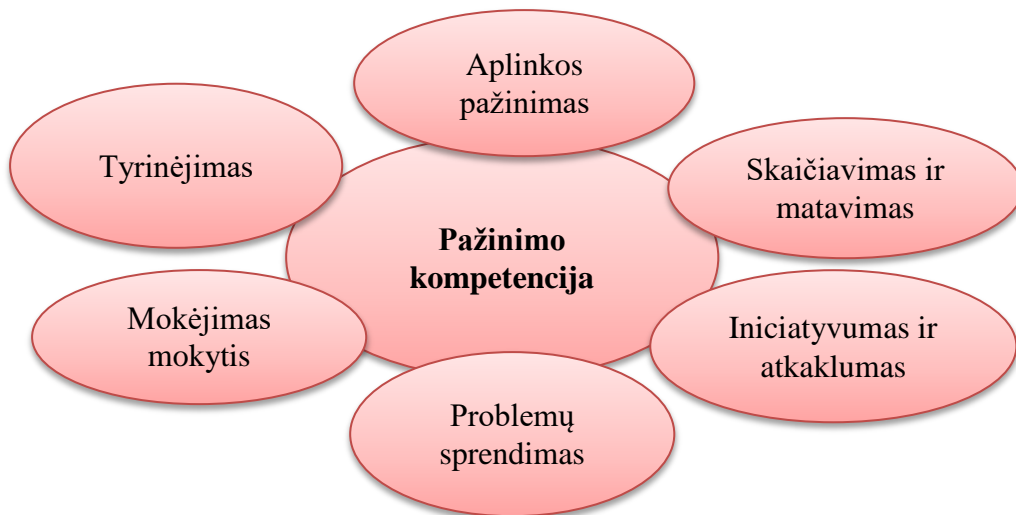 Aplinkos
pažinimas
Tyrinėjimas
Skaičiavimas ir
matavimas
Pažinimo
kompetencija
Mokėjimas
mokytis
Iniciatyvumas ir
atkaklumas
Problemų
sprendimas